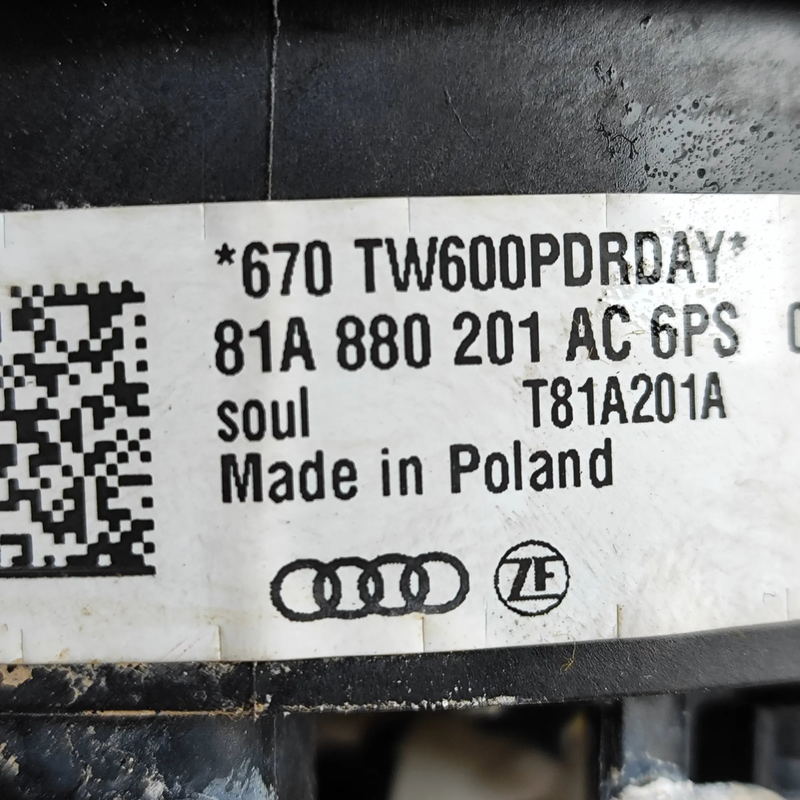 *670 TW600PDRDAY*
81A 880 201 AC 6PS
soul T81A201A
Made in Poland
ZF